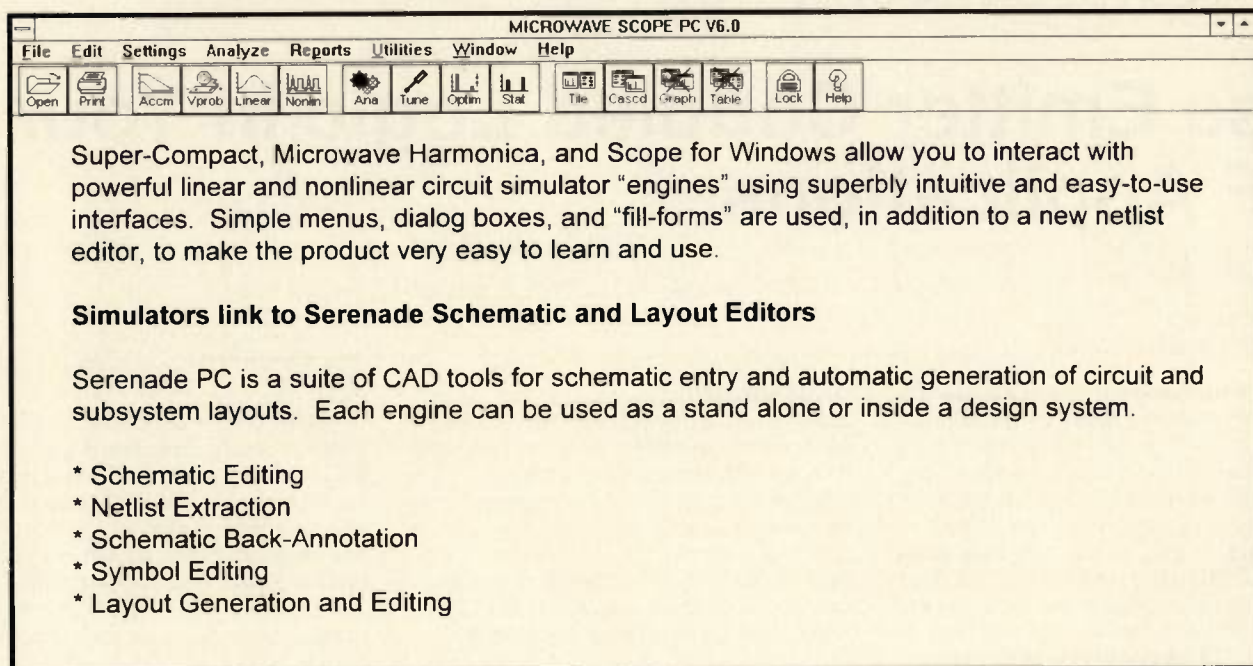 MICROWAVE SCOPE PC V6.0
File Edit Settings Analyze Reports Utilities Window Help
Open Print Accm Vprob Linear Nonlin Ana Tune Optim Stat Tile Cascd Graph Table Lock Help
Super-Compact, Microwave Harmonica, and Scope for Windows allow you to interact with
powerful linear and nonlinear circuit simulator "engines" using superbly intuitive and easy-to-use
interfaces. Simple menus, dialog boxes, and "fill-forms" are used, in addition to a new netlist
editor, to make the product very easy to learn and use.
Simulators link to Serenade Schematic and Layout Editors
Serenade PC is a suite of CAD tools for schematic entry and automatic generation of circuit and
subsystem layouts. Each engine can be used as a stand alone or inside a design system.
* Schematic Editing
* Netlist Extraction
* Schematic Back-Annotation
* Symbol Editing
* Layout Generation and Editing